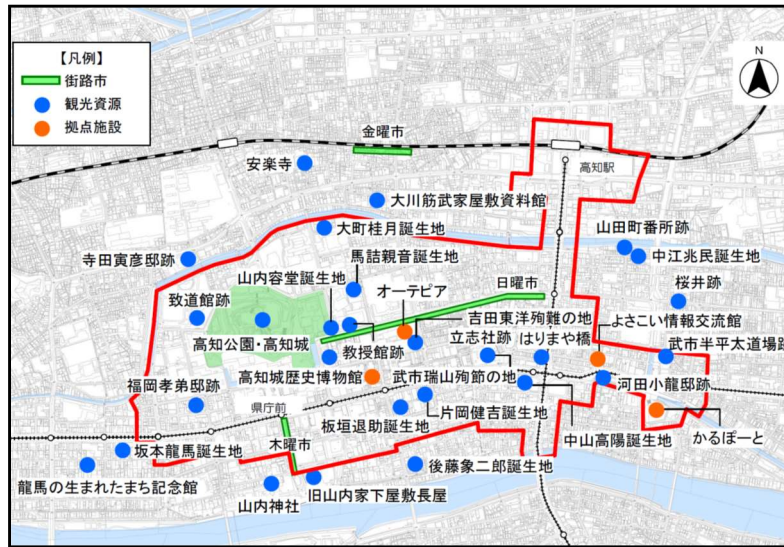 【凡例】
街路市
観光資源
拠点施設
N
金曜市
高知駅
安楽寺
大川筋武家屋敷資料館
大町桂月誕生地
山田町番所跡
中江兆民誕生地
寺田寅彦邸跡
馬詰親音誕生地
山内容堂誕生地
日曜市
桜井跡
致道館跡
オーテピア
吉田東洋殉難の地
よさこい情報交流館
高知公園・高知城
教授館跡
立志社跡
はりまや橋
武市半平太道場跡
高知城歴史博物館
武市瑞山殉節の地
河田小龍邸跡
福岡孝弟邸跡
県庁前
片岡健吉誕生地
板垣退助誕生地
中山高陽誕生地
かるぽーと
坂本龍馬誕生地
木曜市
後藤象二郎誕生地
龍馬の生まれたまち記念館
山内神社
旧山内家下屋敷長屋